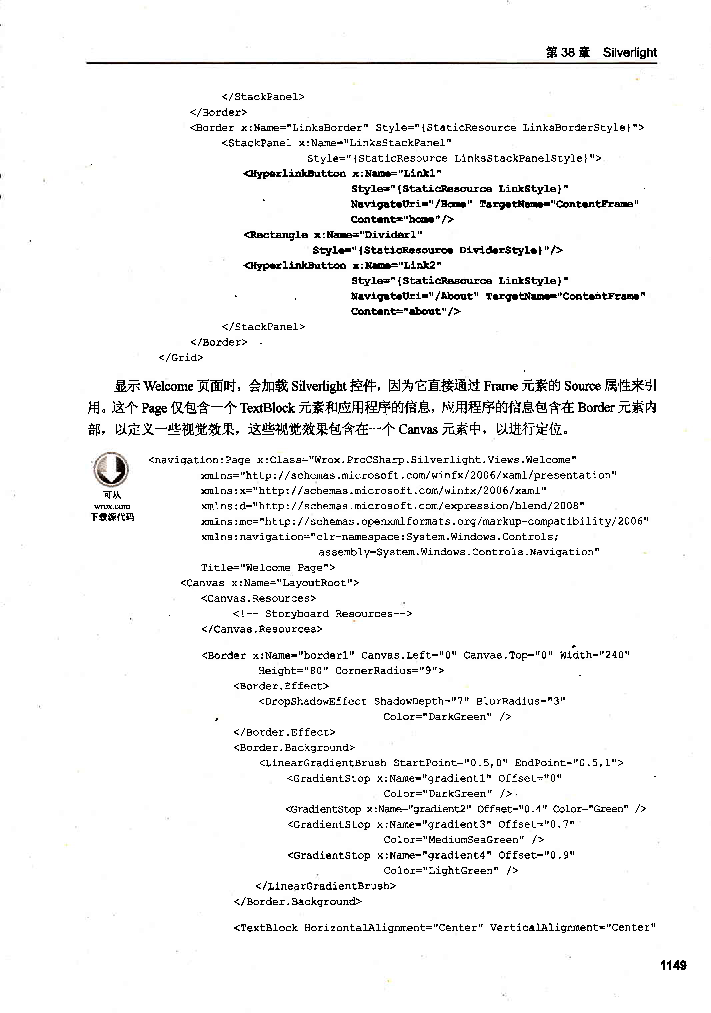 第 38 章 Silverlight
</StackPanel>
</Border>
<Border x:Name="LinksBorder" Style="{StaticResource LinksBorderStyle}">
<StackPanel x:Name="LinksStackPanel"
Style="{StaticResource LinksStackPanelStyle}">
<HyperlinkButton x:Name="Link1"
Style="{StaticResource LinkStyle}"
NavigateUri="/Home" TargetName="ContentFrame"
Content="home"/>
<Rectangle x:Name="Divider1"
Style="{StaticResource DividerStyle}"/>
<HyperlinkButton x:Name="Link2"
Style="{StaticResource LinkStyle}"
NavigateUri="/About" TargetName="ContentFrame"
Content="about"/>
</StackPanel>
</Border>
</Grid>
显示 Welcome 页面时，会加载 Silverlight 控件，因为它直接通过 Frame 元素的 Source 属性来引
用。这个 Page 仅包含一个 TextBlock 元素和应用程序的信息，应用程序的信息包含在 Border 元素内
部，以定义一些视觉效果，这些视觉效果包含在一个 Canvas 元素中，以进行定位。
可从
wrox.com
下载源代码
<navigation:Page x:Class="Wrox.ProCSharp.Silverlight.Views.Welcome"
xmlns="http://schemas.microsoft.com/winfx/2006/xaml/presentation"
xmlns:x="http://schemas.microsoft.com/winfx/2006/xaml"
xmlns:d="http://schemas.microsoft.com/expression/blend/2008"
xmlns:mc="http://schemas.openxmlformats.org/markup-compatibility/2006"
xmlns:navigation="clr-namespace:System.Windows.Controls;
assembly=System.Windows.Controls.Navigation"
Title="Welcome Page">
<Canvas x:Name="LayoutRoot">
<Canvas.Resources>
<!-- Storyboard Resources-->
</Canvas.Resources>
<Border x:Name="border1" Canvas.Left="0" Canvas.Top="0" Width="240"
Height="80" CornerRadius="9">
<Border.Effect>
<DropShadowEffect ShadowDepth="7" BlurRadius="3"
Color="DarkGreen" />
</Border.Effect>
<Border.Background>
<LinearGradientBrush StartPoint="0.5,0" EndPoint="0.5,1">
<GradientStop x:Name="gradient1" Offset="0"
Color="DarkGreen" />
<GradientStop x:Name="gradient2" Offset="0.4" Color="Green" />
<GradientStop x:Name="gradient3" Offset="0.7"
Color="MediumSeaGreen" />
<GradientStop x:Name="gradient4" Offset="0.9"
Color="LightGreen" />
</LinearGradientBrush>
</Border.Background>
<TextBlock HorizontalAlignment="Center" VerticalAlignment="Center"
1149